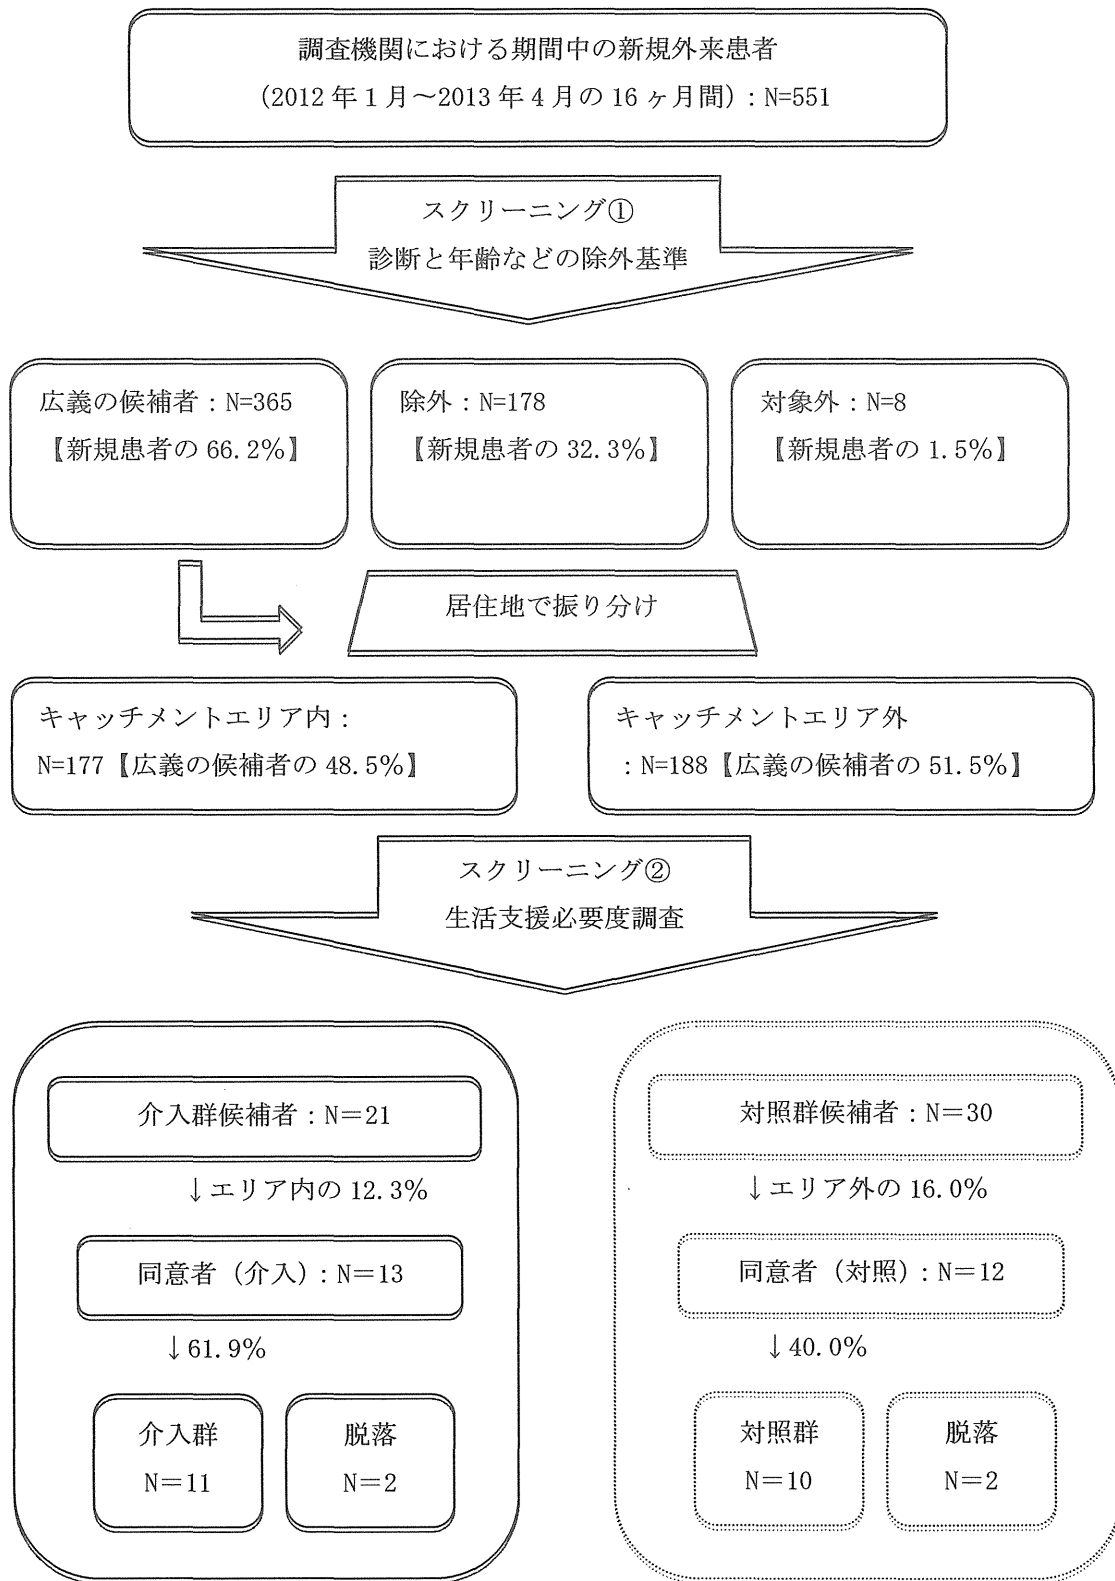 調査機関における期間中の新規外来患者
(2012年1月～2013年4月の16ヶ月間)：N=551
スクリーニング①
診断と年齢などの除外基準
広義の候補者：N=365
【新規患者の66.2%】
除外：N=178
【新規患者の32.3%】
対象外：N=8
【新規患者の1.5%】
居住地で振り分け
キャッチメントエリア内：
N=177【広義の候補者の48.5%】
キャッチメントエリア外
：N=188【広義の候補者の51.5%】
スクリーニング②
生活支援必要度調査
介入群候補者：N＝21
↓エリア内の12.3%
同意者（介入）：N＝13
↓61.9%
介入群
N＝11
脱落
N＝2
対照群候補者：N＝30
↓エリア外の16.0%
同意者（対照）：N＝12
↓40.0%
対照群
N＝10
脱落
N＝2